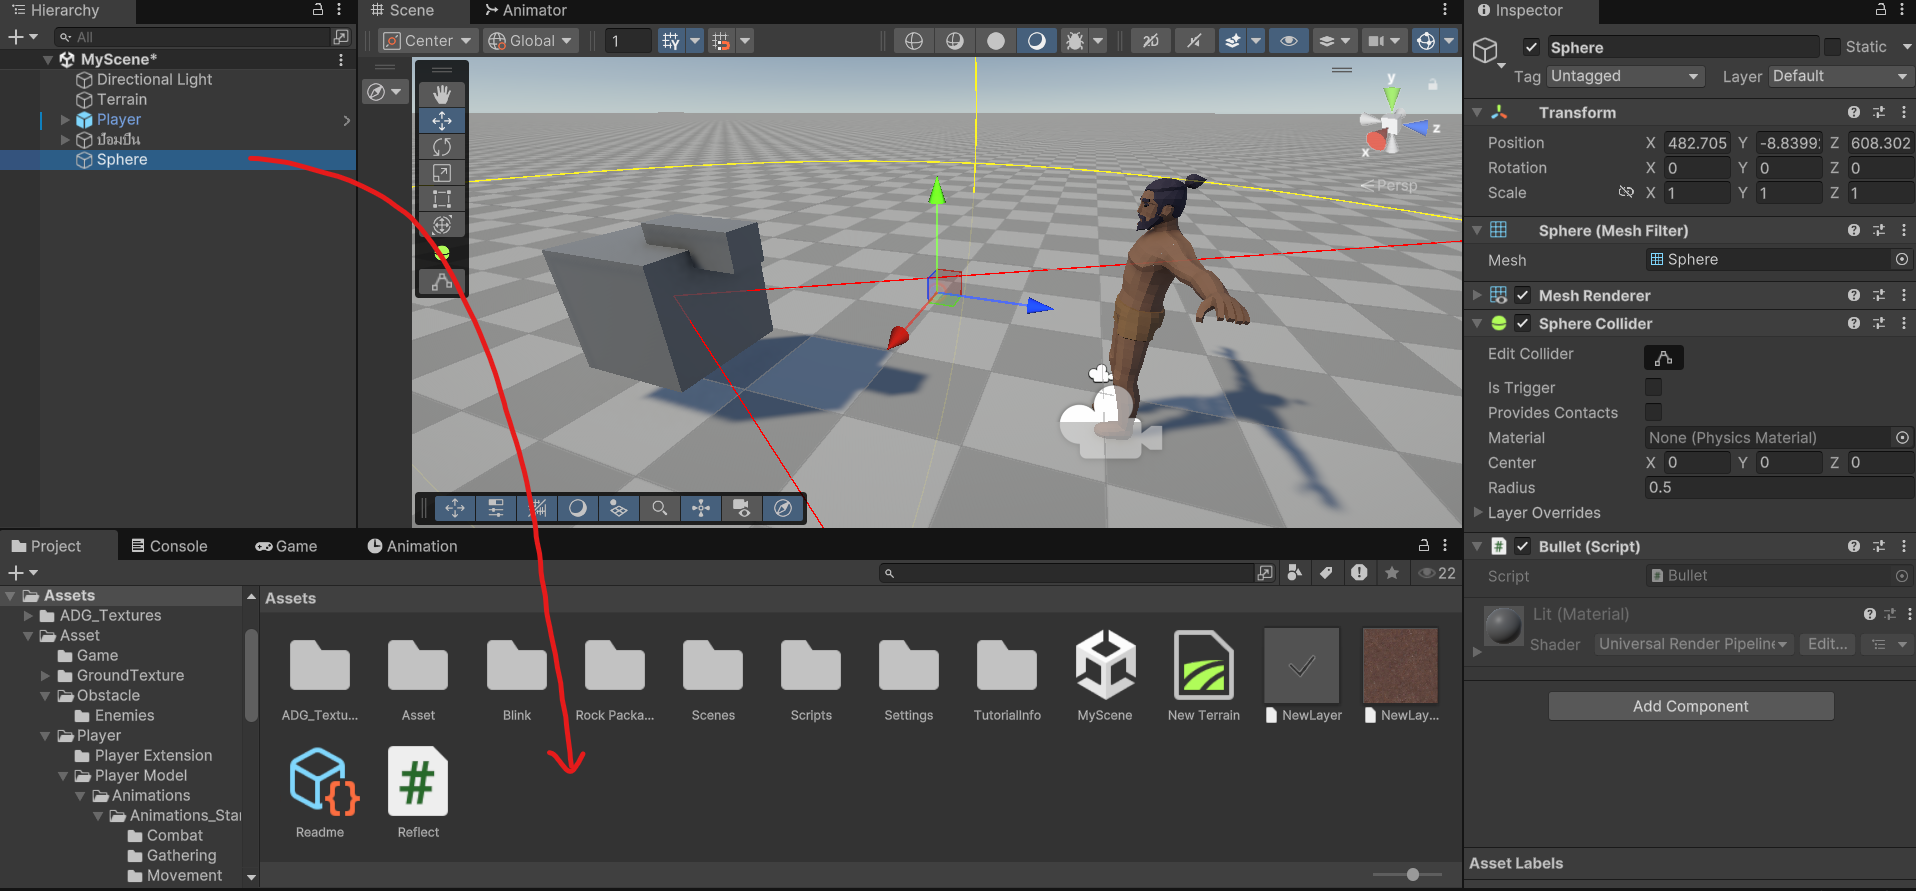 Hierarchy
All
MyScene*
Directional Light
Terrain
Player
ป้อมปืน
Sphere
Scene
Animator
Center
Global
1
2D
y
z
x
Persp
Inspector
Sphere
Static
Tag Untagged Layer Default
Transform
Position X 482.705 Y -8.8399 Z 608.302
Rotation X 0 Y 0 Z 0
Scale X 1 Y 1 Z 1
Sphere (Mesh Filter)
Mesh Sphere
Mesh Renderer
Sphere Collider
Edit Collider
Is Trigger
Provides Contacts
Material None (Physics Material)
Center X 0 Y 0 Z 0
Radius 0.5
Layer Overrides
Bullet (Script)
Script Bullet
Lit (Material)
Shader Universal Render Pipeline Edit...
Add Component
Asset Labels
Project
Console
Game
Animation
22
Assets
ADG_Textures
Asset
Game
GroundTexture
Obstacle
Enemies
Player
Player Extension
Player Model
Animations
Animations_Sta
Combat
Gathering
Movement
Assets
ADG_Textu...
Asset
Blink
Rock Packa...
Scenes
Scripts
Settings
TutorialInfo
MyScene
New Terrain
NewLayer
NewLay...
Readme
Reflect